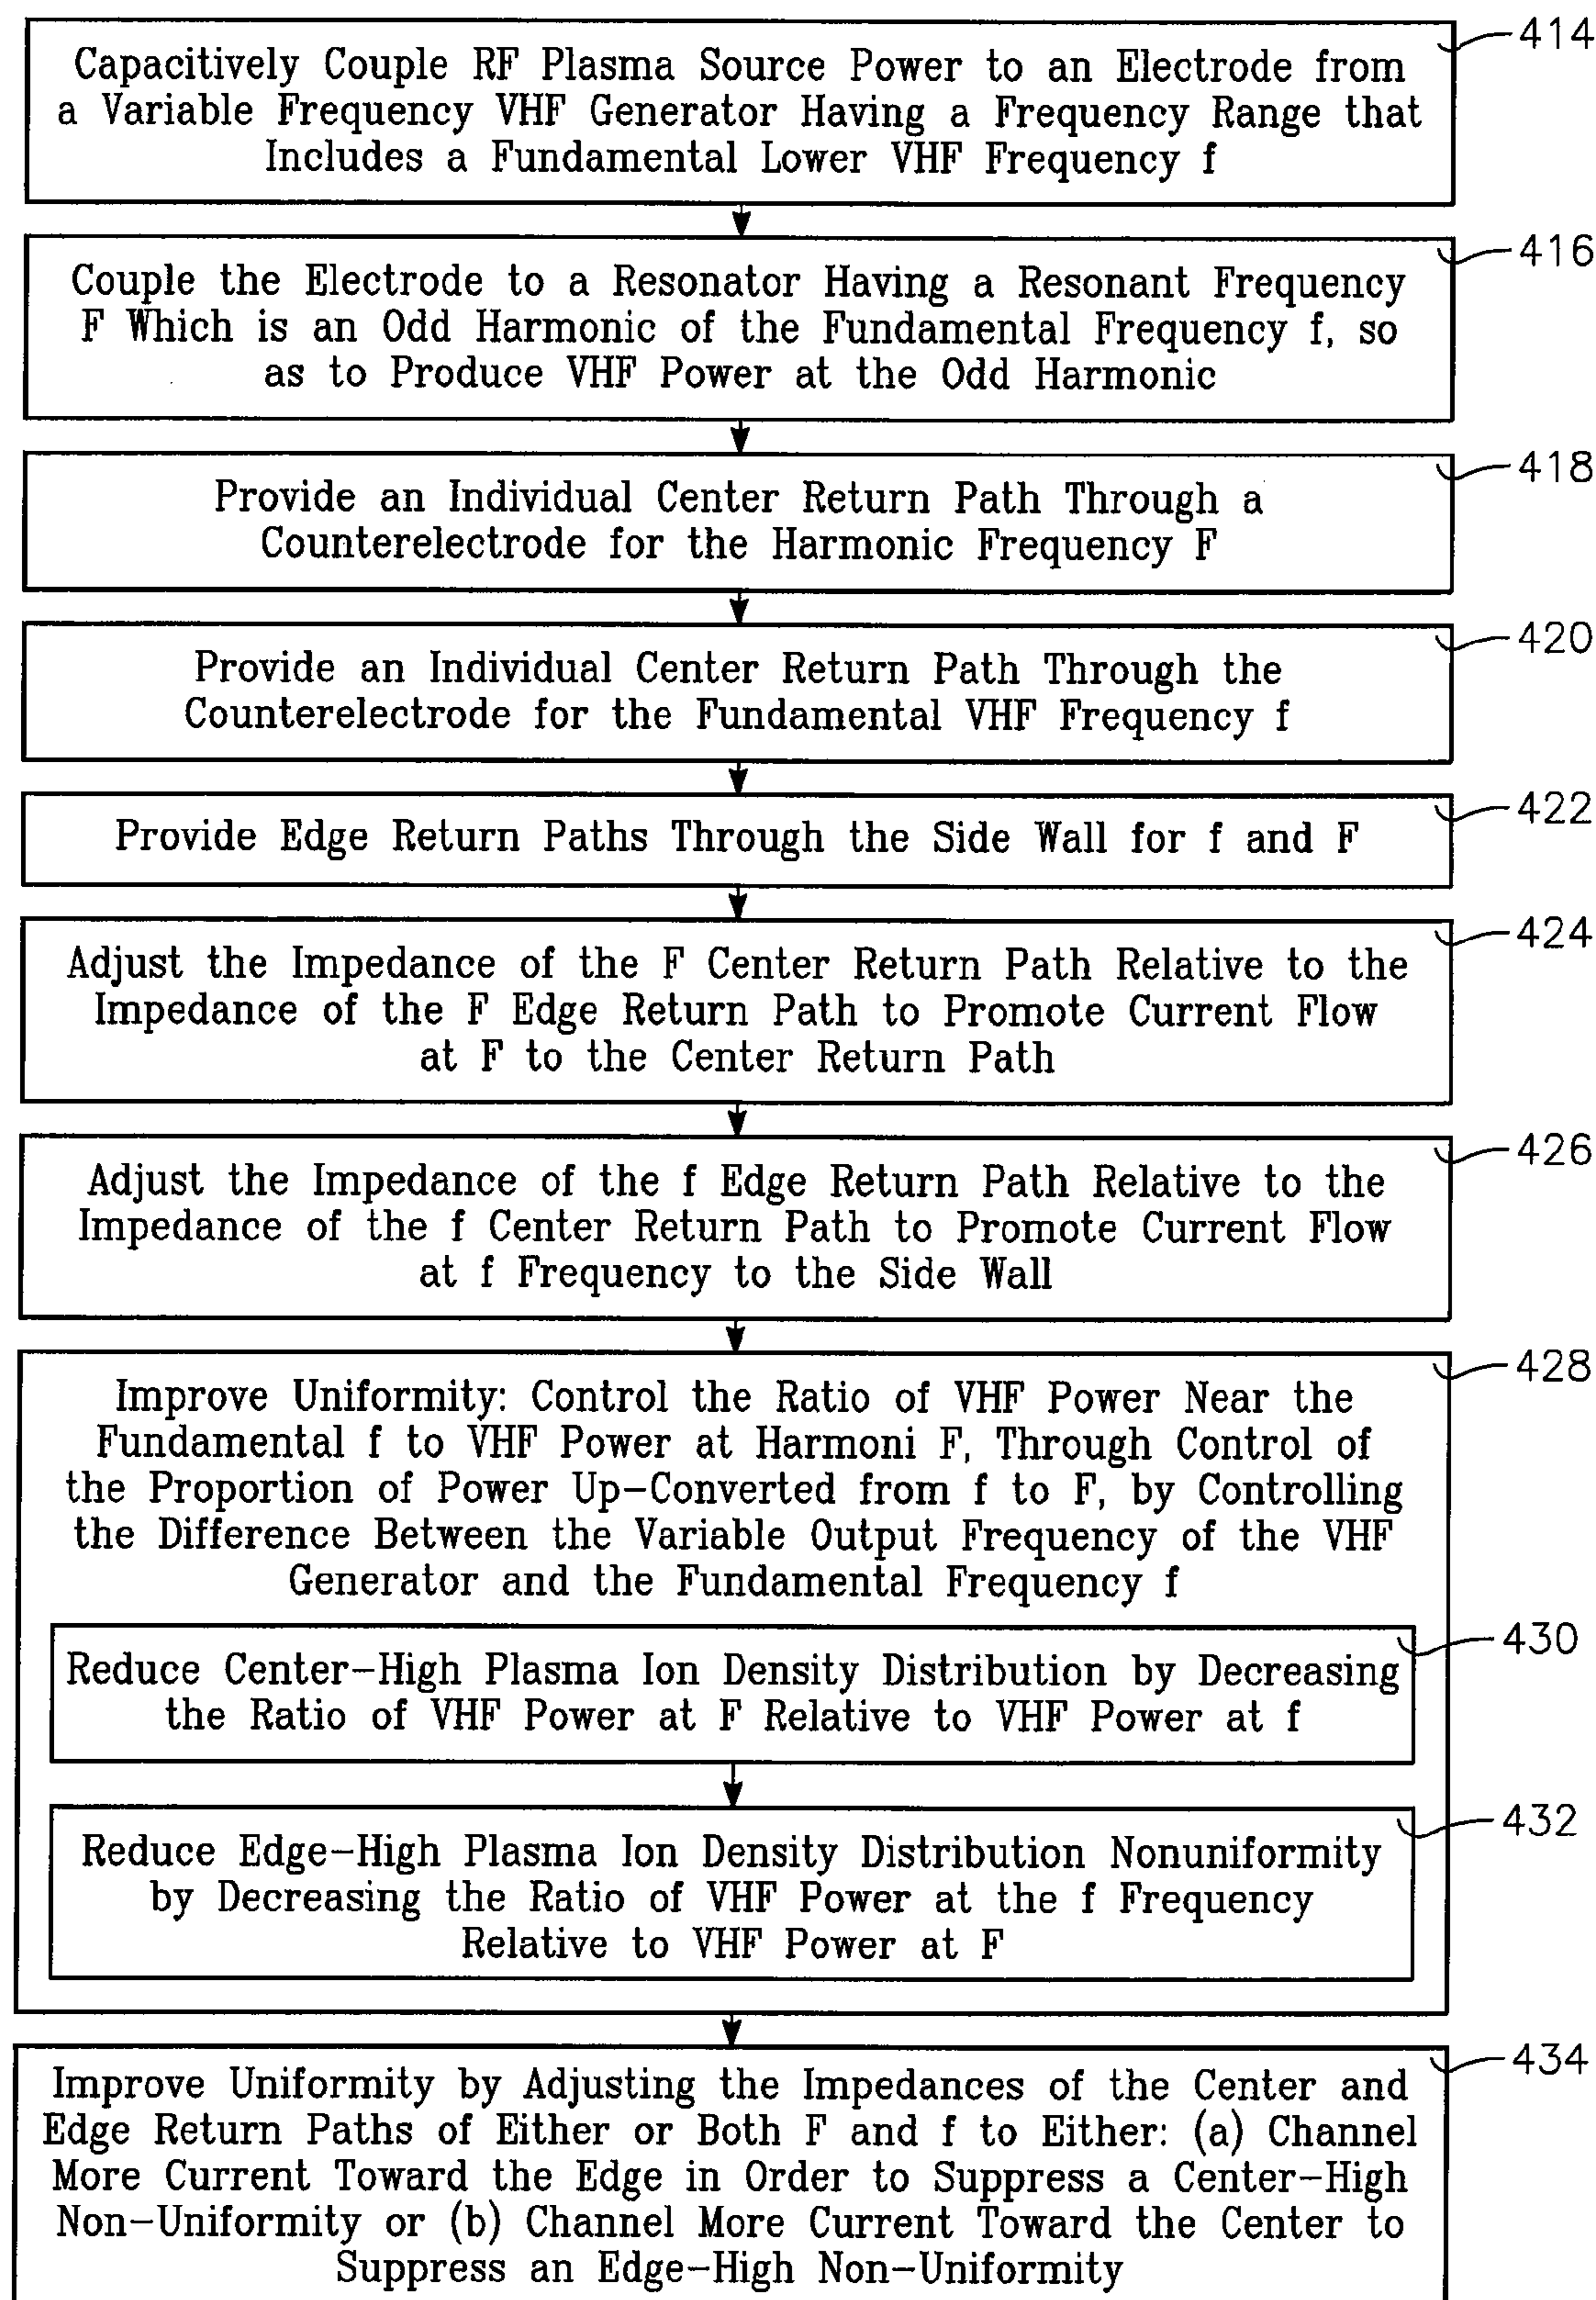 414
Capacitively Couple RF Plasma Source Power to an Electrode from
a Variable Frequency VHF Generator Having a Frequency Range that
Includes a Fundamental Lower VHF Frequency f
416
Couple the Electrode to a Resonator Having a Resonant Frequency
F Which is an Odd Harmonic of the Fundamental Frequency f, so
as to Produce VHF Power at the Odd Harmonic
418
Provide an Individual Center Return Path Through a
Counterelectrode for the Harmonic Frequency F
420
Provide an Individual Center Return Path Through the
Counterelectrode for the Fundamental VHF Frequency f
422
Provide Edge Return Paths Through the Side Wall for f and F
424
Adjust the Impedance of the F Center Return Path Relative to the
Impedance of the F Edge Return Path to Promote Current Flow
at F to the Center Return Path
426
Adjust the Impedance of the f Edge Return Path Relative to the
Impedance of the f Center Return Path to Promote Current Flow
at f Frequency to the Side Wall
428
Improve Uniformity: Control the Ratio of VHF Power Near the
Fundamental f to VHF Power at Harmoni F, Through Control of
the Proportion of Power Up-Converted from f to F, by Controlling
the Difference Between the Variable Output Frequency of the VHF
Generator and the Fundamental Frequency f
430
Reduce Center-High Plasma Ion Density Distribution by Decreasing
the Ratio of VHF Power at F Relative to VHF Power at f
432
Reduce Edge-High Plasma Ion Density Distribution Nonuniformity
by Decreasing the Ratio of VHF Power at the f Frequency
Relative to VHF Power at F
434
Improve Uniformity by Adjusting the Impedances of the Center and
Edge Return Paths of Either or Both F and f to Either: (a) Channel
More Current Toward the Edge in Order to Suppress a Center-High
Non-Uniformity or (b) Channel More Current Toward the Center to
Suppress an Edge-High Non-Uniformity